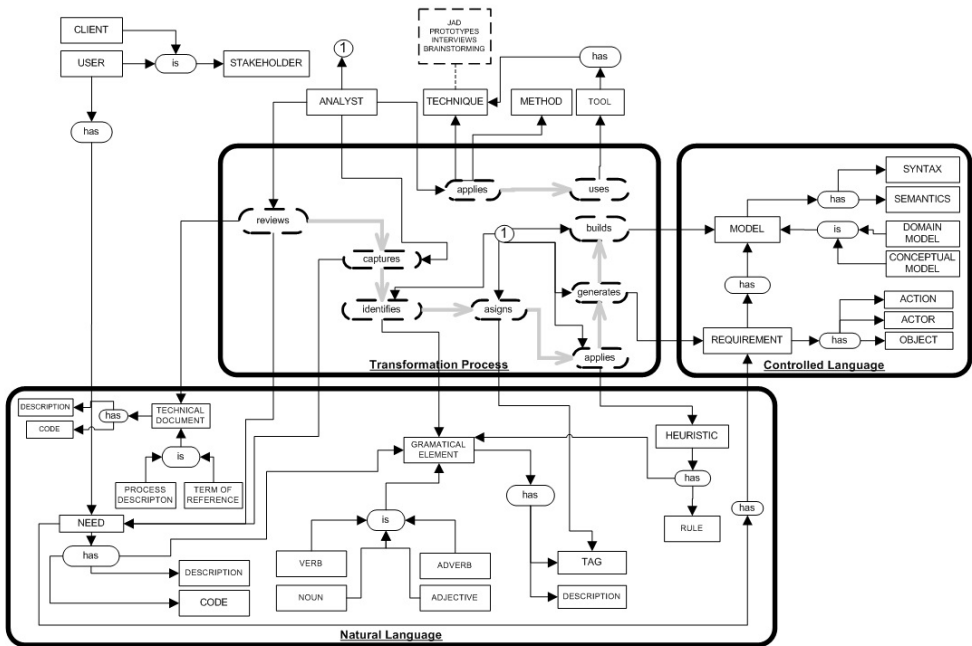 CLIENT
USER
is
STAKEHOLDER
has
1
ANALYST
JAD
PROTOTYPES
INTERVIEWS
BRAINSTORMING
TECHNIQUE
METHOD
TOOL
has
applies
uses
reviews
captures
identifies
1
asigns
builds
generates
applies
Transformation Process
SYNTAX
has
SEMANTICS
MODEL
is
DOMAIN
MODEL
CONCEPTUAL
MODEL
has
ACTION
REQUIREMENT
has
ACTOR
OBJECT
Controlled Language
DESCRIPTION
CODE
has
TECHNICAL
DOCUMENT
is
PROCESS
DESCRIPTON
TERM OF
REFERENCE
NEED
has
DESCRIPTION
CODE
GRAMATICAL
ELEMENT
has
is
VERB
ADVERB
NOUN
ADJECTIVE
TAG
DESCRIPTION
HEURISTIC
has
RULE
has
Natural Language